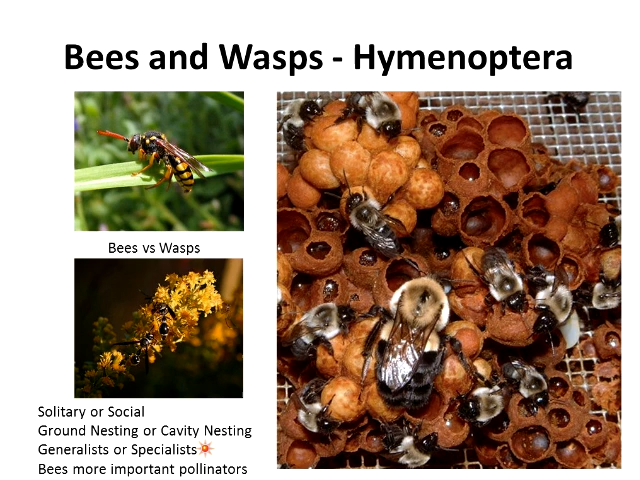 Bees and Wasps - Hymenoptera
Bees vs Wasps
Solitary or Social
Ground Nesting or Cavity Nesting
Generalists or Specialists
Bees more important pollinators